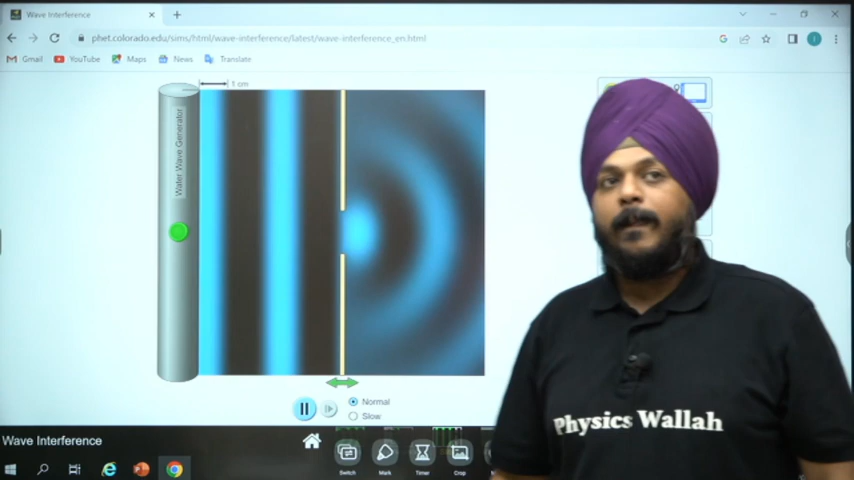 Wave Interference
phet.colorado.edu/sims/html/wave-interference/latest/wave-interference_en.html
Gmail
YouTube
Maps
News
Translate
1 cm
Water Wave Generator
Normal
Slow
Physics Wallah
Wave Interference
Switch
Mark
Timer
Crop